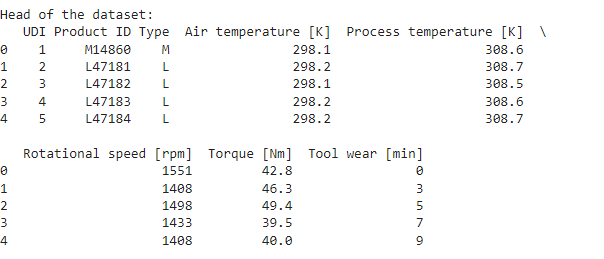 Head of the dataset:
   UDI Product ID Type  Air temperature [K]  Process temperature [K]  \
0    1     M14860    M                298.1                    308.6
1    2     L47181    L                298.2                    308.7
2    3     L47182    L                298.1                    308.5
3    4     L47183    L                298.2                    308.6
4    5     L47184    L                298.2                    308.7

   Rotational speed [rpm]  Torque [Nm]  Tool wear [min]
0                    1551         42.8                0
1                    1408         46.3                3
2                    1498         49.4                5
3                    1433         39.5                7
4                    1408         40.0                9